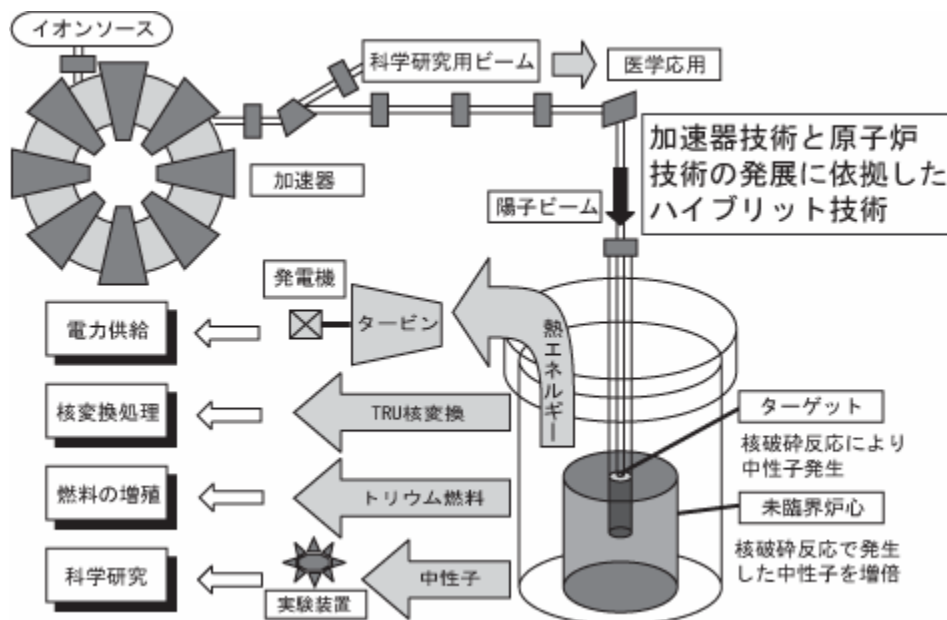 イオンソース
科学研究用ビーム
医学応用
加速器
加速器技術と原子炉
技術の発展に依拠した
ハイブリット技術
陽子ビーム
発電機
タービン
熱エネルギー
電力供給
核変換処理
TRU核変換
燃料の増殖
トリウム燃料
科学研究
実験装置
中性子
ターゲット
核破砕反応により
中性子発生
未臨界炉心
核破砕反応で発生
した中性子を増倍